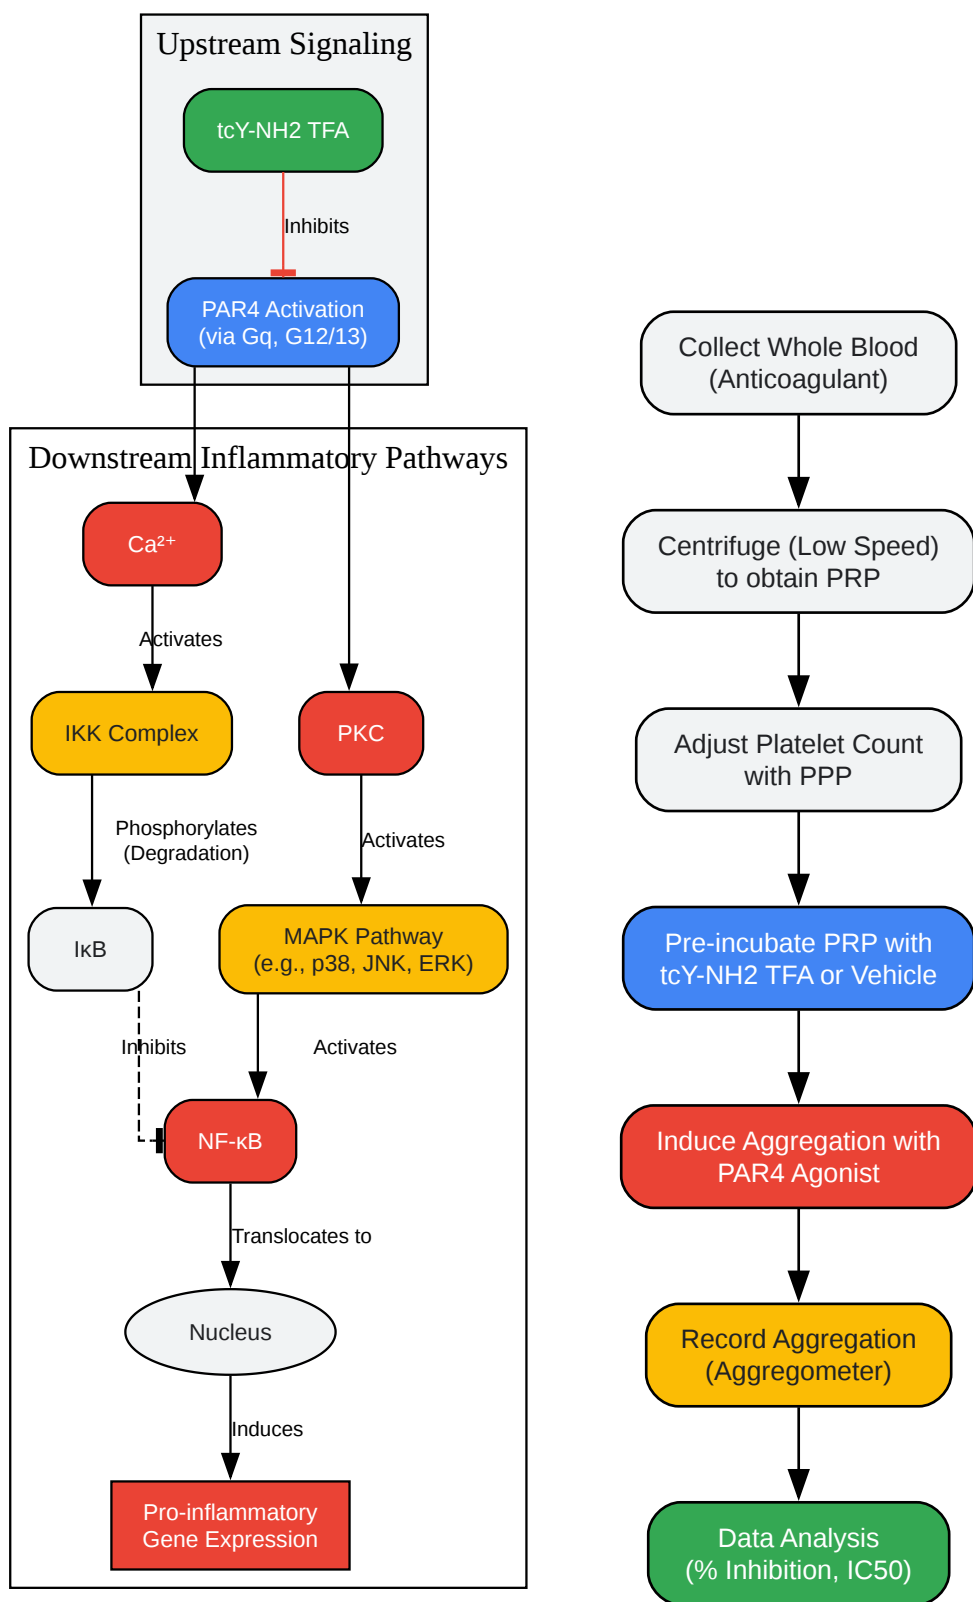 Upstream Signaling
tcY-NH2 TFA
Inhibits
PAR4 Activation
(via Gq, G12/13)
Downstream Inflammatory Pathways
Ca²⁺
Activates
IKK Complex
PKC
Phosphorylates
(Degradation)
Activates
IκB
MAPK Pathway
(e.g., p38, JNK, ERK)
Inhibits
Activates
NF-κB
Translocates to
Nucleus
Induces
Pro-inflammatory
Gene Expression
Collect Whole Blood
(Anticoagulant)
Centrifuge (Low Speed)
to obtain PRP
Adjust Platelet Count
with PPP
Pre-incubate PRP with
tcY-NH2 TFA or Vehicle
Induce Aggregation with
PAR4 Agonist
Record Aggregation
(Aggregometer)
Data Analysis
(% Inhibition, IC50)